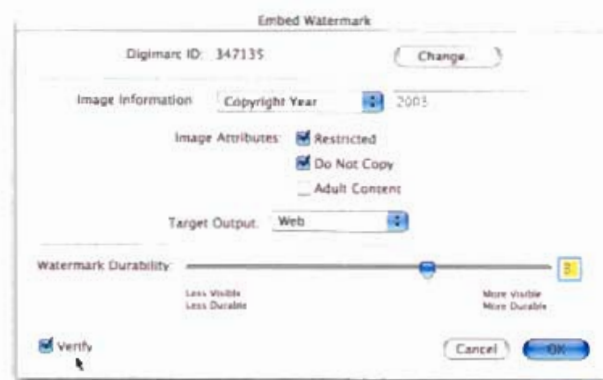 Embed Watermark
Digimarc ID: 347135 Change
Image Information Copyright Year 2003
Image Attributes: Restricted
Do Not Copy
Adult Content
Target Output. Web
Watermark Durability:
Less Visible More Visible
Less Durable More Durable
Verify Cancel OK